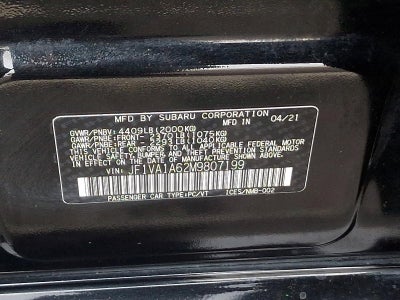 MFD BY SUBARU CORPORATION
MFD IN 04/21
GVWR/PNBV: 4409LB(2000KG)
GAWR/PNBE:FRONT- 2370LB(1075KG)
GAWR/PNBE:REAR - 2293LB(1040KG)
THIS VEHICLE CONFORMS TO ALL APPLICABLE FEDERAL MOTOR
VEHICLE SAFETY, BUMPER, AND THEFT PREVENTION STANDARDS
IN EFFECT ON THE DATE OF MANUFACTURE SHOWN ABOVE.
VIN: JF1VA1A62M9807199
PASSENGER CAR TYPE:PC/VT ICES/NMB-002